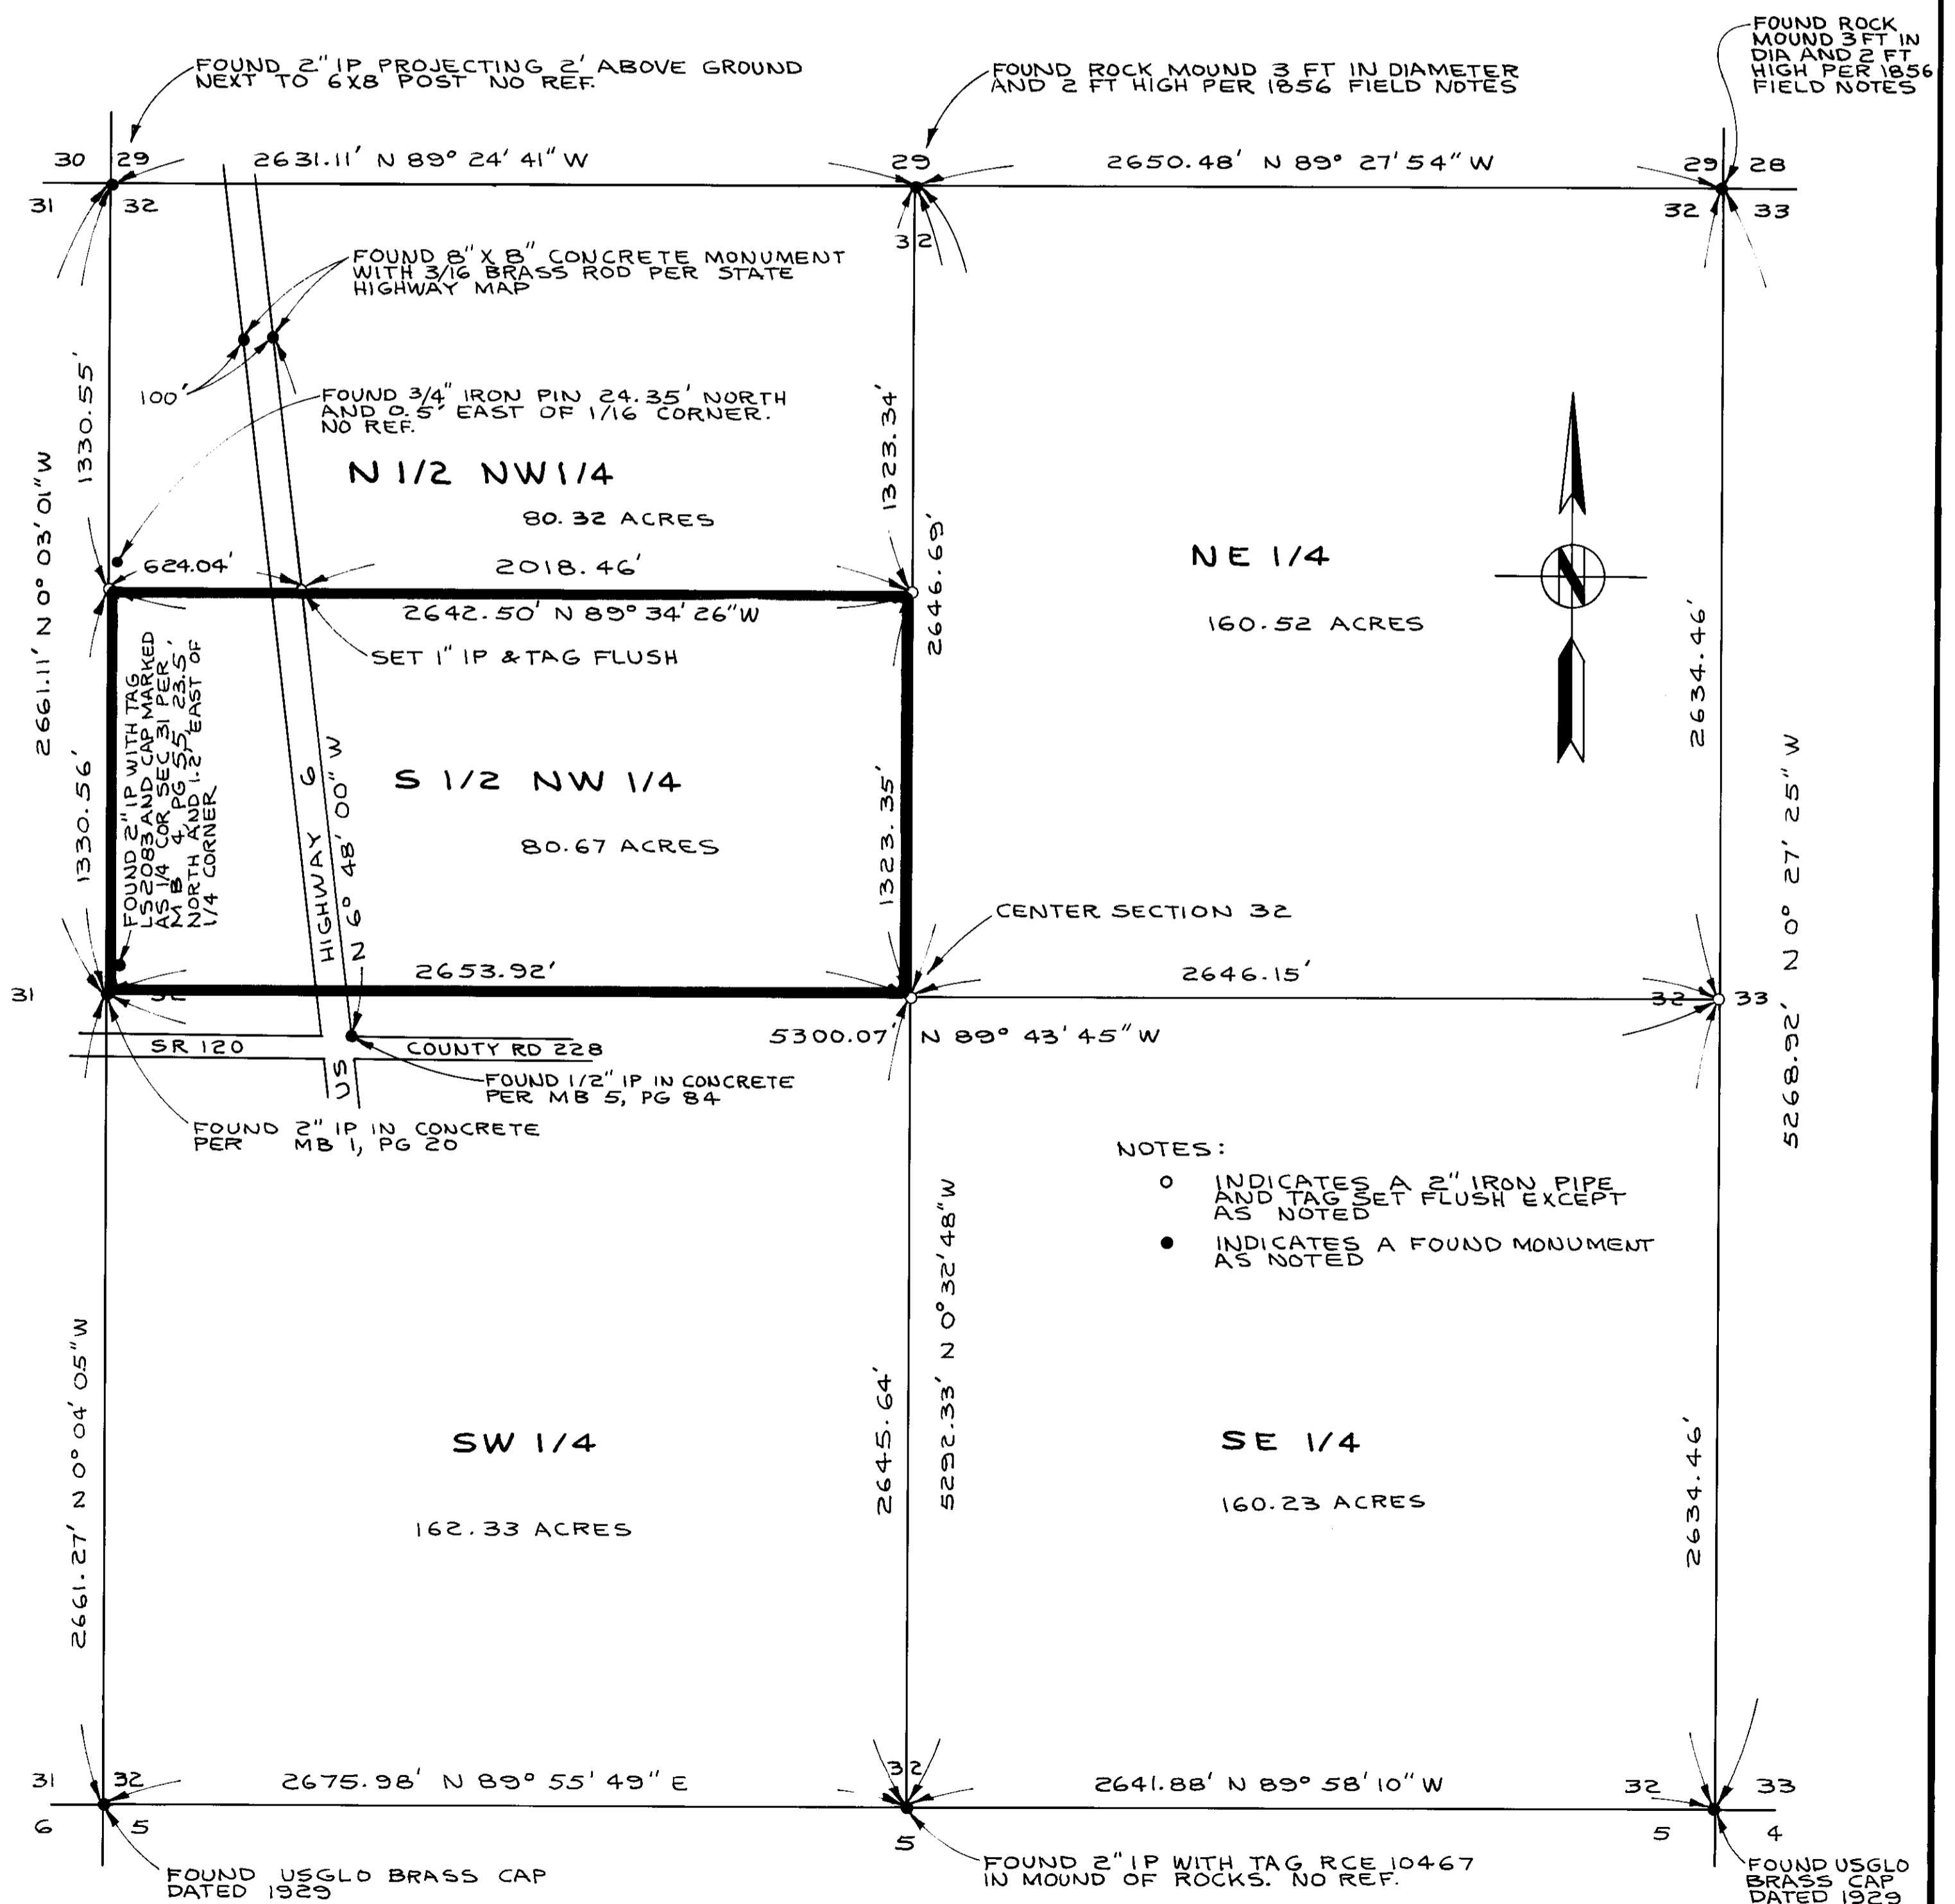 FOUND ROCK
MOUND 3 FT IN
DIA AND 2 FT
HIGH PER 1856
FIELD NOTES
FOUND 2" IP PROJECTING 2' ABOVE GROUND
NEXT TO 6X8 POST NO REF.
FOUND ROCK MOUND 3 FT IN DIAMETER
AND 2 FT HIGH PER 1856 FIELD NOTES
30 29
2631.11' N 89° 24' 41" W
29
2650.48' N 89° 27' 54" W
29 28
31 32
32
32 33
FOUND 8" X 8" CONCRETE MONUMENT
WITH 3/16 BRASS ROD PER STATE
HIGHWAY MAP
1330.55'
100'
FOUND 3/4" IRON PIN 24.35' NORTH
AND 0.5' EAST OF 1/16 CORNER.
NO REF.
1323.34'
N 1/2 NW 1/4
80.32 ACRES
2661.11' N 0° 03' 01" W
624.04'
2018.46'
2646.69'
NE 1/4
160.52 ACRES
N
2642.50' N 89° 34' 26" W
SET 1" IP & TAG FLUSH
2634.46'
FOUND 2" IP WITH TAG
LS2083 AND CAP MARKED
AS 1/4 COR SEC 31 PER
M B 4, PG 55, 23.5'
NORTH AND 1.2' EAST OF
1/4 CORNER
1330.56'
HIGHWAY 6
N 6° 48' 00" W
S 1/2 NW 1/4
80.67 ACRES
1323.35'
5268.92' N 0° 27' 25" W
CENTER SECTION 32
2653.92'
2646.15'
31
32
32 33
5300.07' N 89° 43' 45" W
SR 120
US
COUNTY RD 228
FOUND 1/2" IP IN CONCRETE
PER MB 5, PG 84
FOUND 2" IP IN CONCRETE
PER MB 1, PG 20
NOTES:
INDICATES A 2" IRON PIPE
AND TAG SET FLUSH EXCEPT
AS NOTED
INDICATES A FOUND MONUMENT
AS NOTED
2661.27' N 0° 04' 05" W
2645.64'
5292.33' N 0° 32' 48" W
2634.46'
SW 1/4
162.33 ACRES
SE 1/4
160.23 ACRES
31 32
2675.98' N 89° 55' 49" E
32
2641.88' N 89° 58' 10" W
32 33
6 5
5
5 4
FOUND USGLO BRASS CAP
DATED 1929
FOUND 2" IP WITH TAG RCE 10467
IN MOUND OF ROCKS. NO REF.
FOUND USGLO
BRASS CAP
DATED 1929